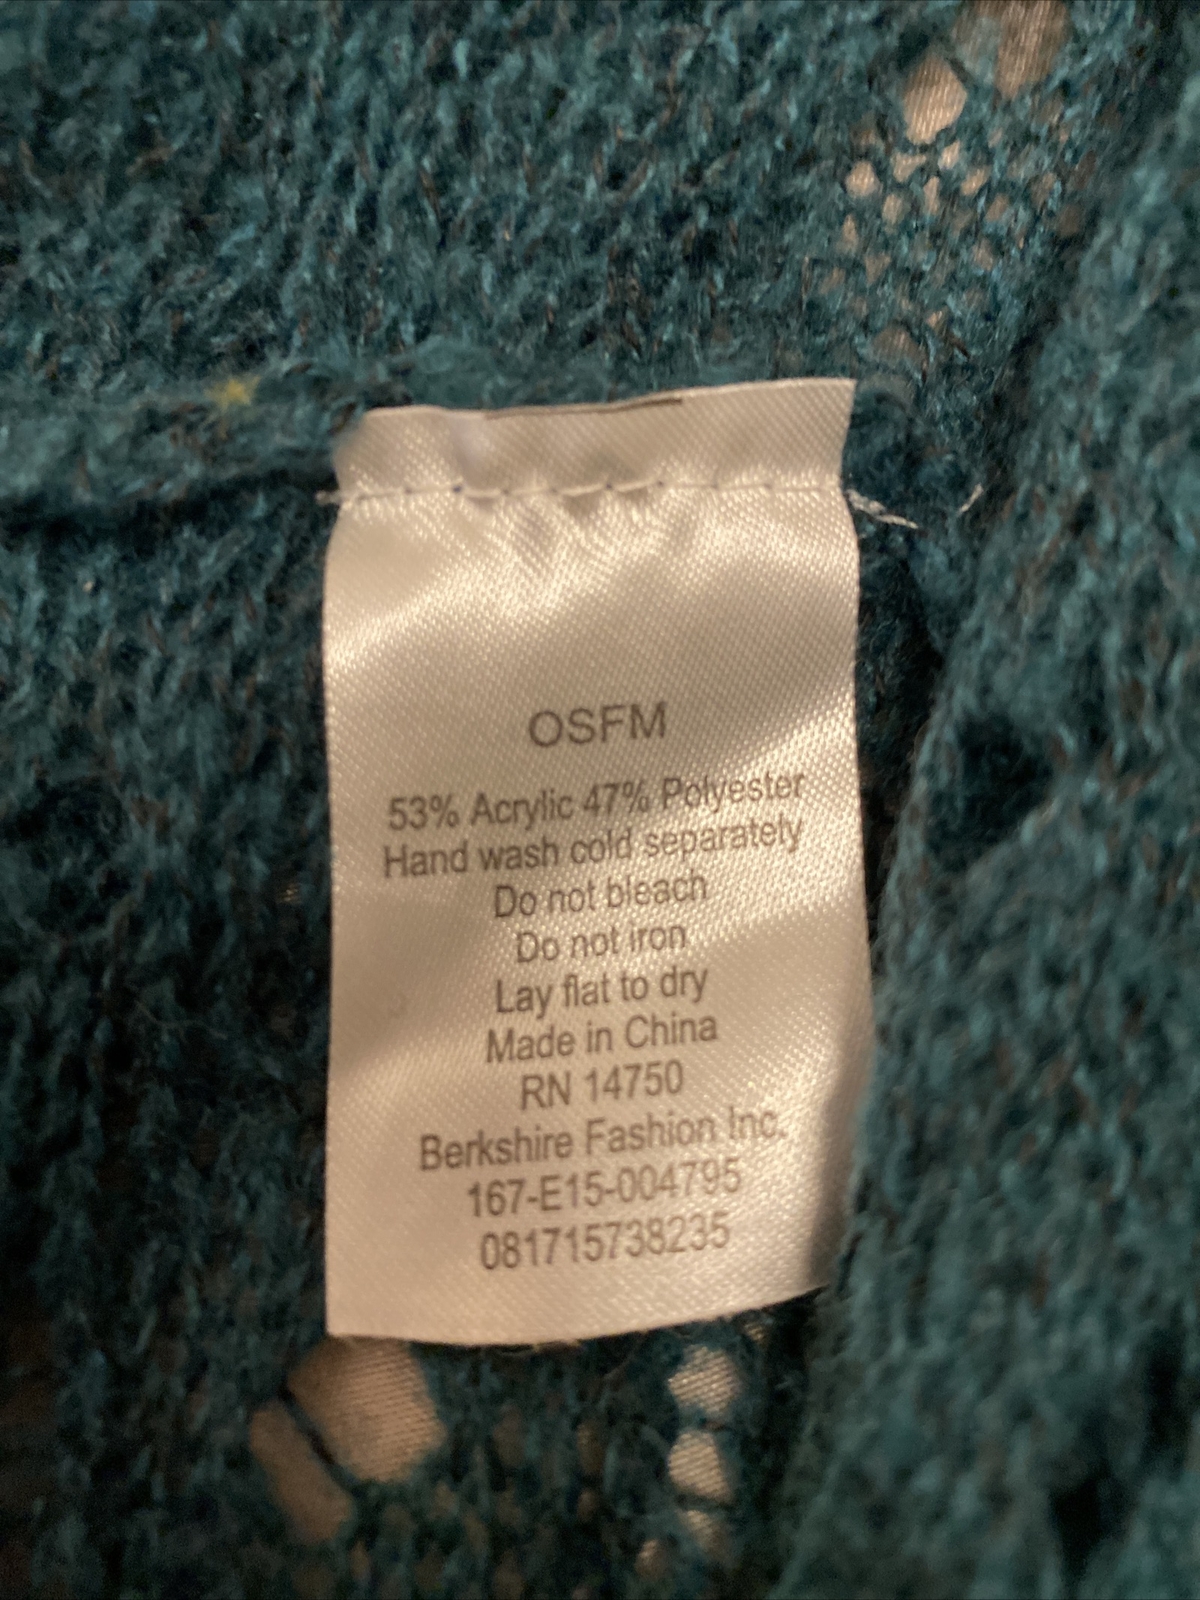 OSFM
53% Acrylic 47% Polyester
Hand wash cold separately
Do not bleach
Do not iron
Lay flat to dry
Made in China
RN 14750
Berkshire Fashion Inc.
167-E15-004795
081715738235